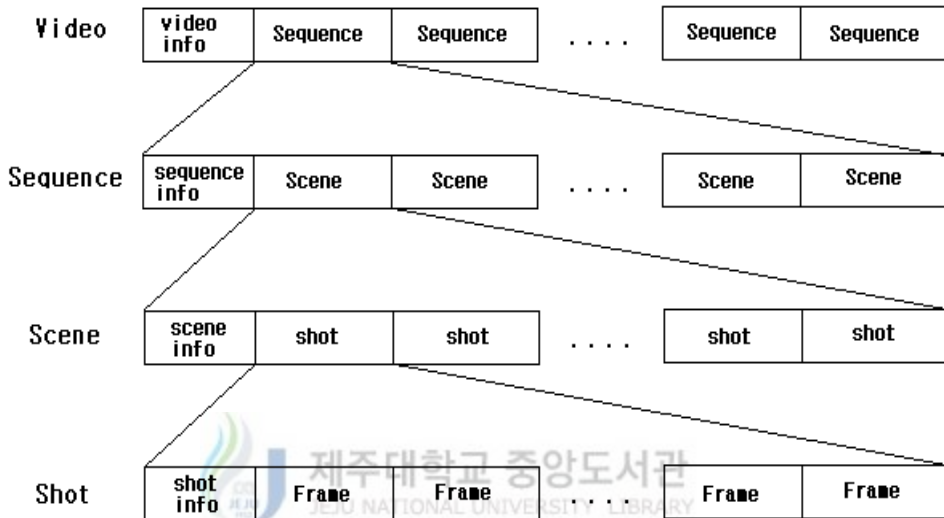 Video
video info
Sequence
Sequence
. . . .
Sequence
Sequence
Sequence
sequence info
Scene
Scene
. . . .
Scene
Scene
Scene
scene info
shot
shot
. . . .
shot
shot
Shot
shot info
Frame
Frame
. . . .
Frame
Frame
제주대학교 중앙도서관
JEJU NATIONAL UNIVERSITY LIBRARY